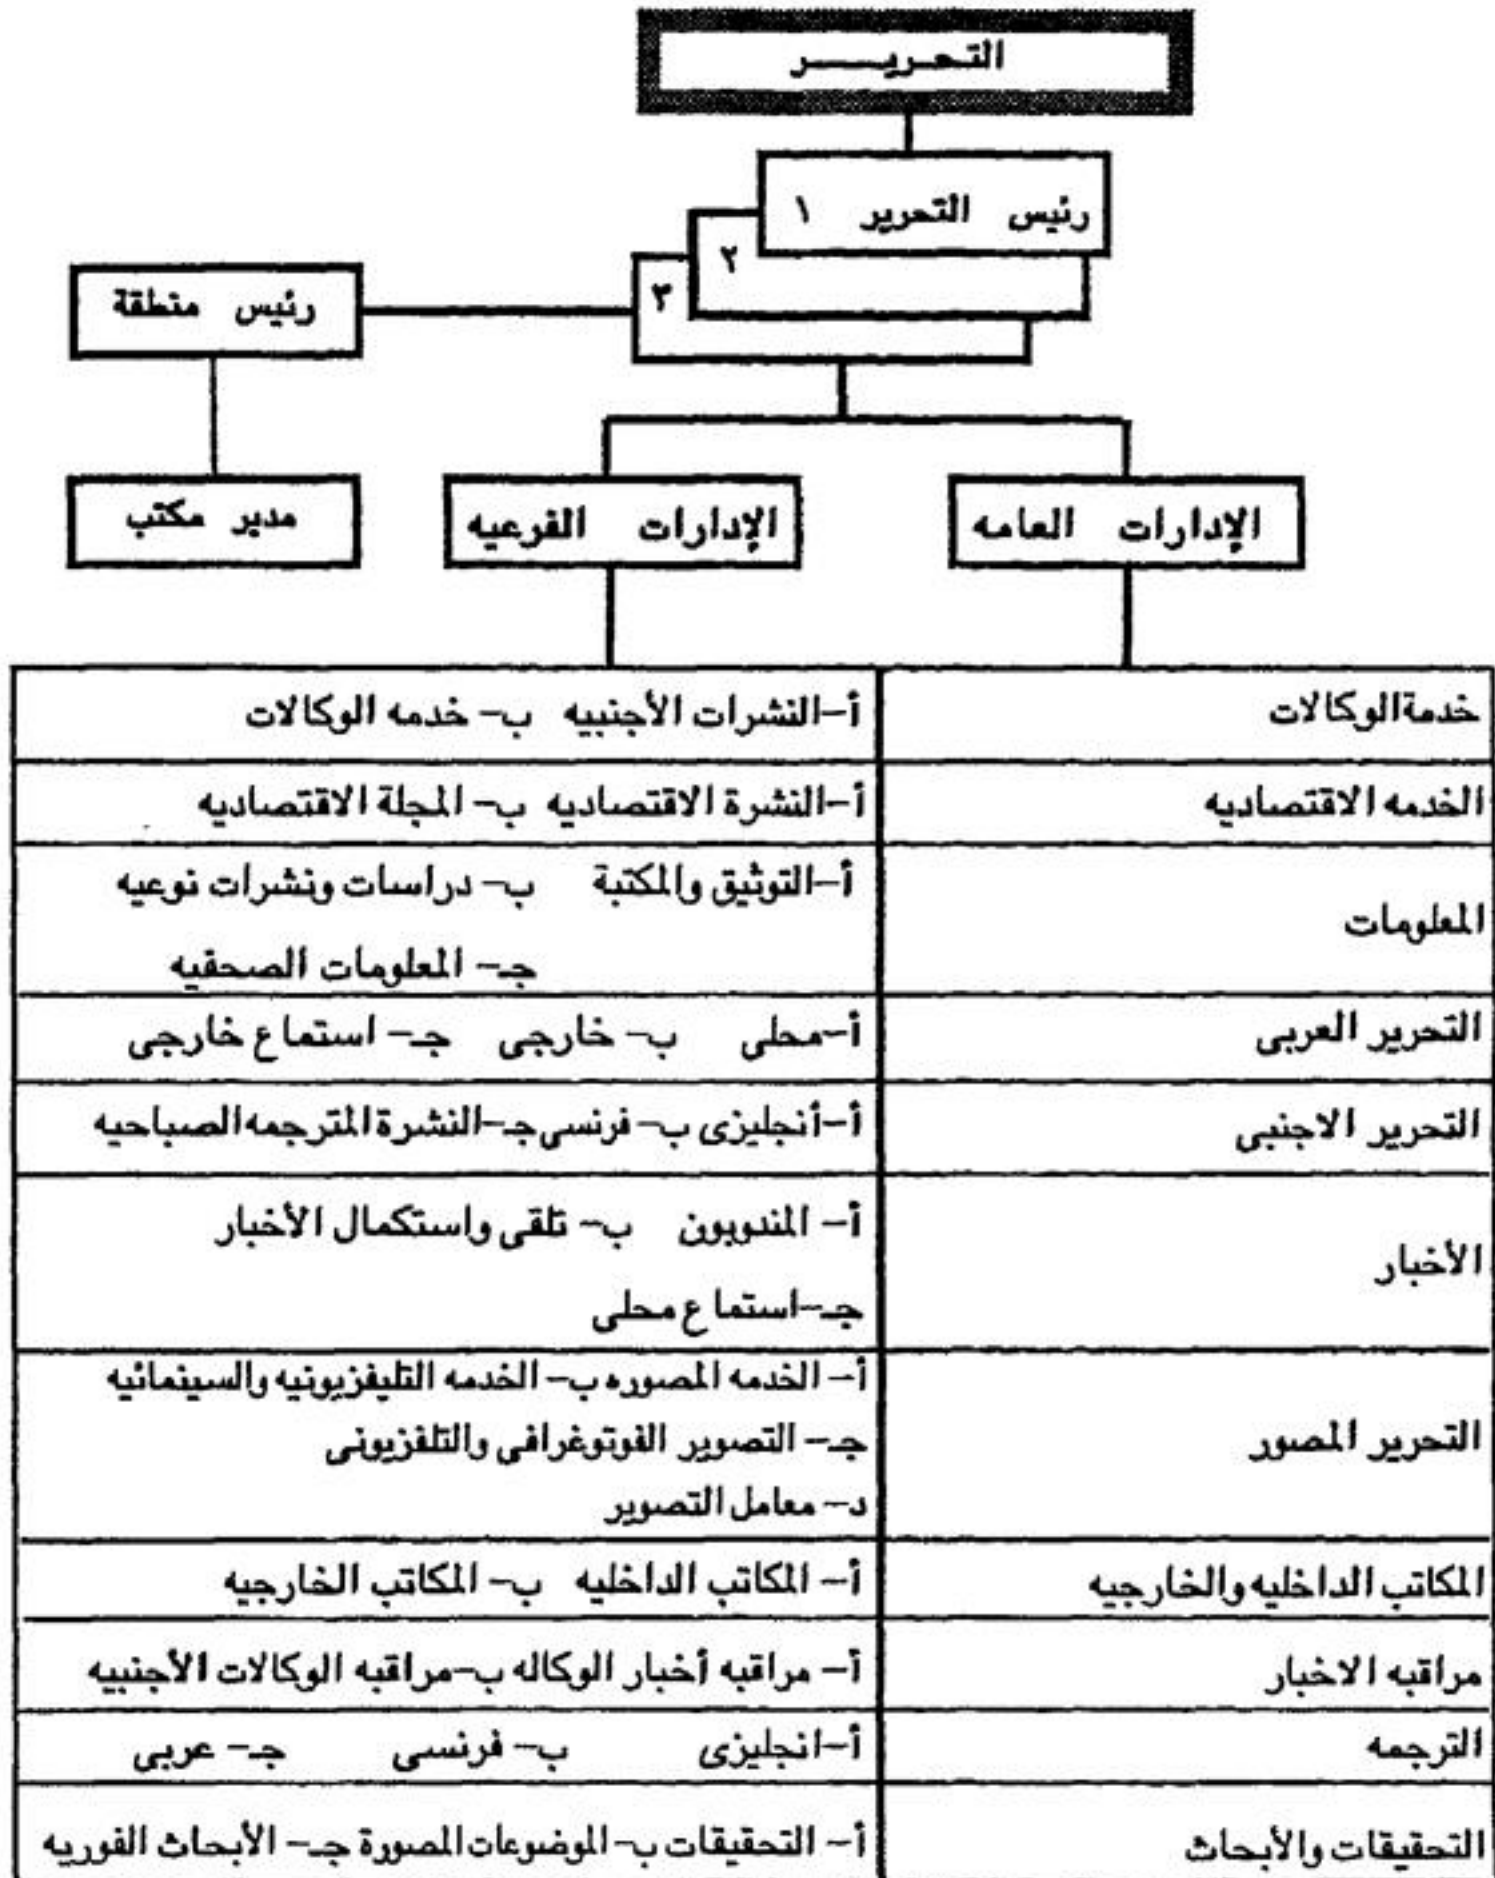 التحريـــر
رئيس التحرير ١
٢
٣
رئيس منطقة
الإدارات العامه
الإدارات الفرعيه
مدير مكتب
خدمةالوكالات
أ–النشرات الأجنبيه ب– خدمه الوكالات
الخدمه الاقتصاديه
أ–النشرة الاقتصاديه ب– المجلة الاقتصاديه
المعلومات
أ–التوثيق والمكتبة ب– دراسات ونشرات نوعيه
جـ– المعلومات الصحفيه
التحرير العربى
أ–محلى ب– خارجى جـ– استماع خارجى
التحرير الاجنبى
أ–أنجليزى ب– فرنسى جـ–النشرة المترجمه الصباحيه
الأخبار
أ– المندوبون ب– تلقى واستكمال الأخبار
جـ–استماع محلى
التحرير المصور
أ– الخدمه المصوره ب– الخدمه التليفزيونيه والسينمائيه
جـ– التصوير الفوتوغرافى والتلفزيونى
د– معامل التصوير
المكاتب الداخليه والخارجيه
أ– المكاتب الداخليه ب– المكاتب الخارجيه
مراقبه الاخبار
أ– مراقبه أخبار الوكاله ب–مراقبه الوكالات الأجنبيه
الترجمه
أ–انجليزى ب– فرنسى جـ– عربى
التحقيقات والأبحاث
أ– التحقيقات ب– الموضوعات المصورة جـ– الأبحاث الفوريه